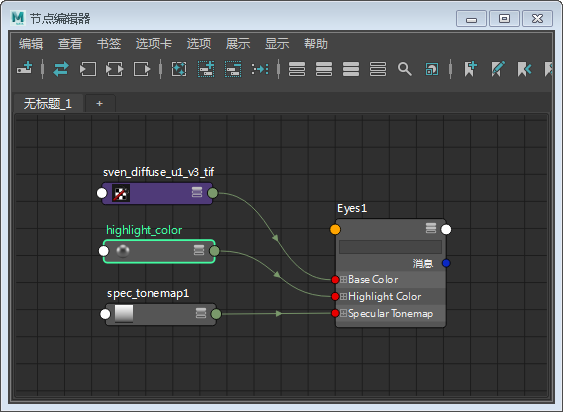 节点编辑器
编辑 查看 书签 选项卡 选项 展示 显示 帮助
无标题_1 +
sven_diffuse_u1_v3_tif
highlight_color
spec_tonemap1
Eyes1
消息
Base Color
Highlight Color
Specular Tonemap